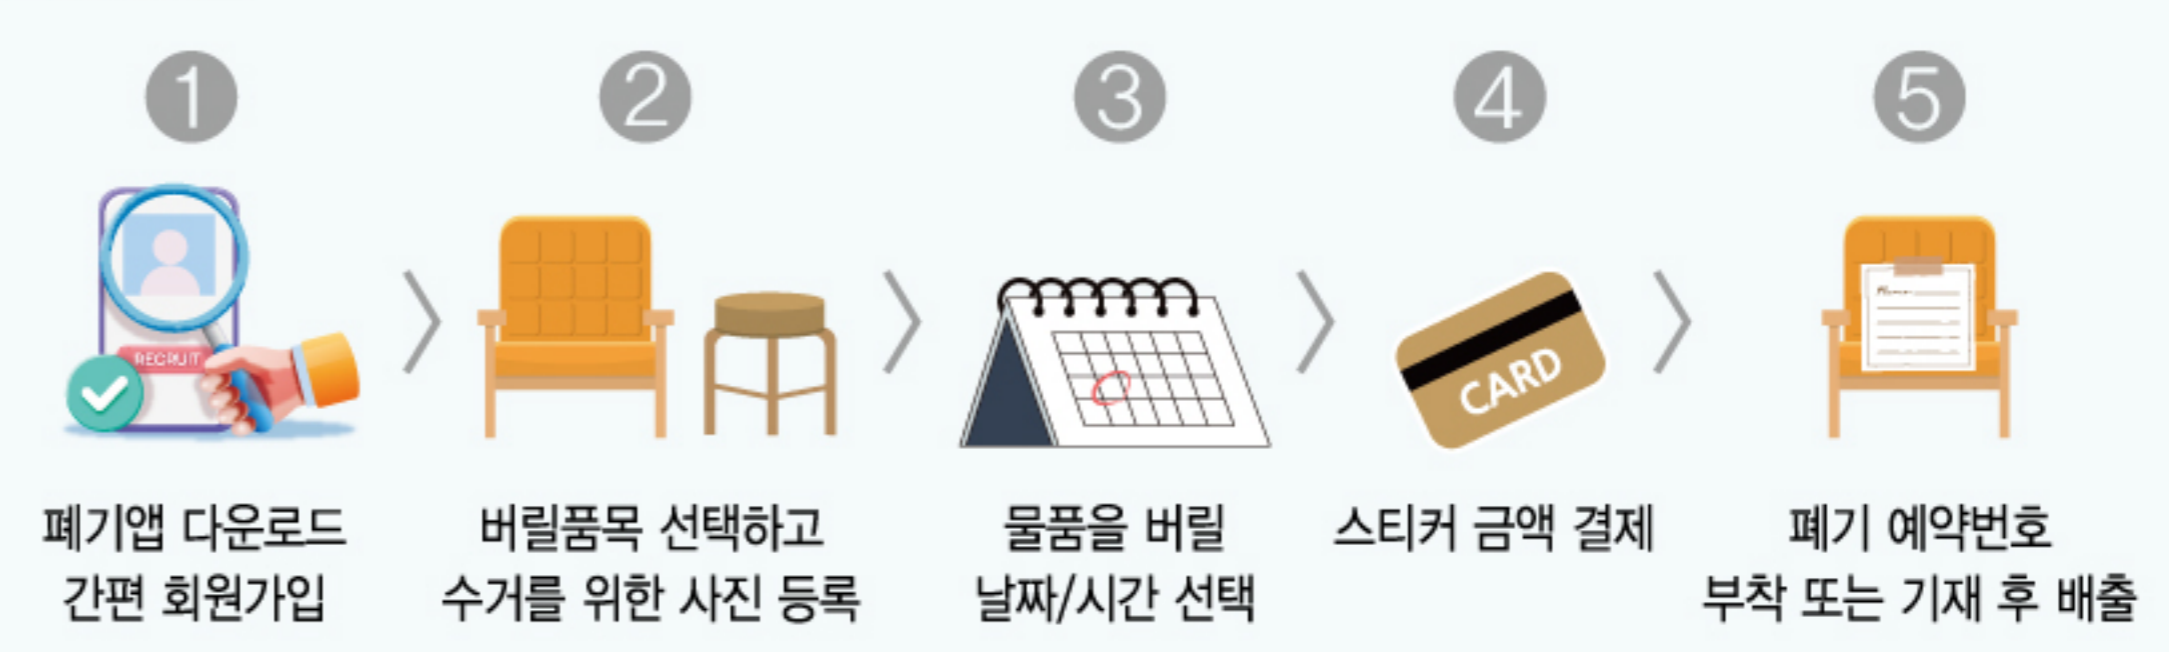 1
2
3
4
5
RECRUIT
CARD
폐기앱 다운로드
간편 회원가입
버릴품목 선택하고
수거를 위한 사진 등록
물품을 버릴
날짜/시간 선택
스티커 금액 결제
폐기 예약번호
부착 또는 기재 후 배출